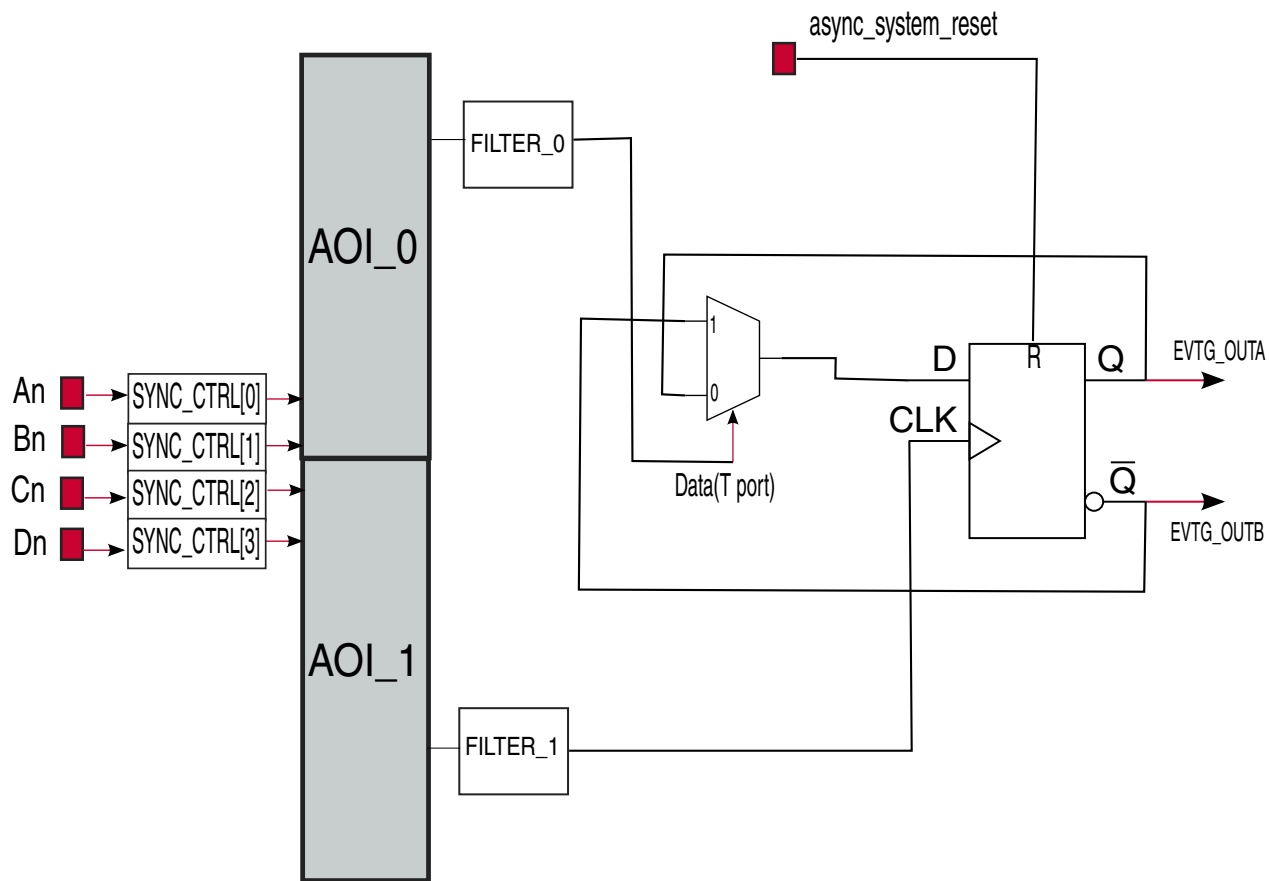 async_system_reset
FILTER_0
AOI_0
1
0
D
R
Q
EVTG_OUTA
CLK
An
SYNC_CTRL[0]
Bn
SYNC_CTRL[1]
Cn
SYNC_CTRL[2]
Dn
SYNC_CTRL[3]
Data(T port)
Q̅
EVTG_OUTB
AOI_1
FILTER_1